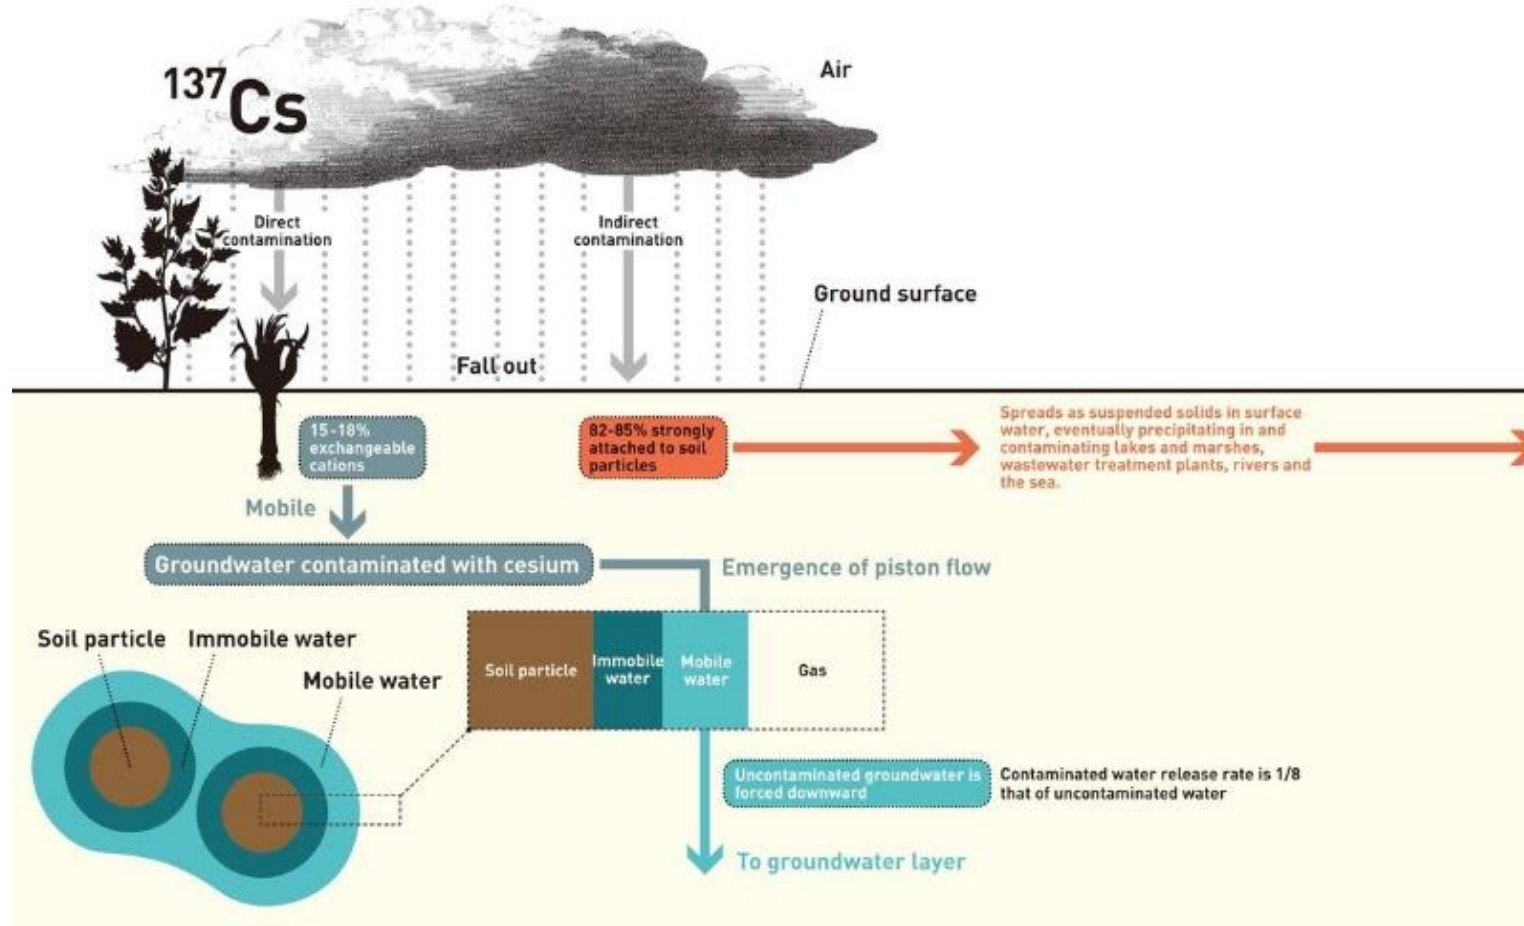 137Cs
Air
Direct
contamination
Indirect
contamination
Ground surface
Fall out
15-18%
exchangeable
cations
82-85% strongly
attached to soil
particles
Spreads as suspended solids in surface
water, eventually precipitating in and
contaminating lakes and marshes,
wastewater treatment plants, rivers and
the sea.
Mobile
Groundwater contaminated with cesium
Emergence of piston flow
Soil particle
Immobile water
Mobile water
Soil particle
Immobile
water
Mobile
water
Gas
Uncontaminated groundwater is
forced downward
Contaminated water release rate is 1/8
that of uncontaminated water
To groundwater layer